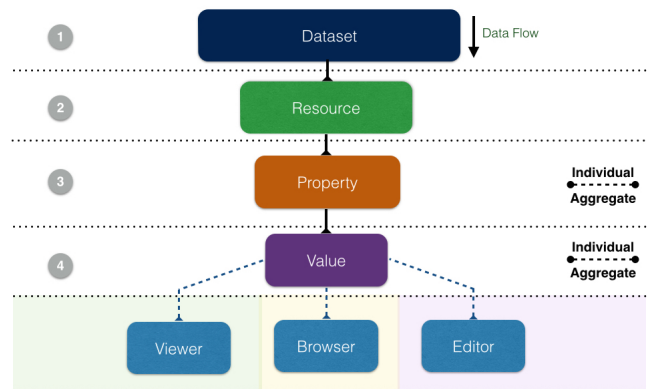 1
Dataset
Data Flow
2
Resource
3
Property
Individual
Aggregate
4
Value
Individual
Aggregate
Viewer
Browser
Editor